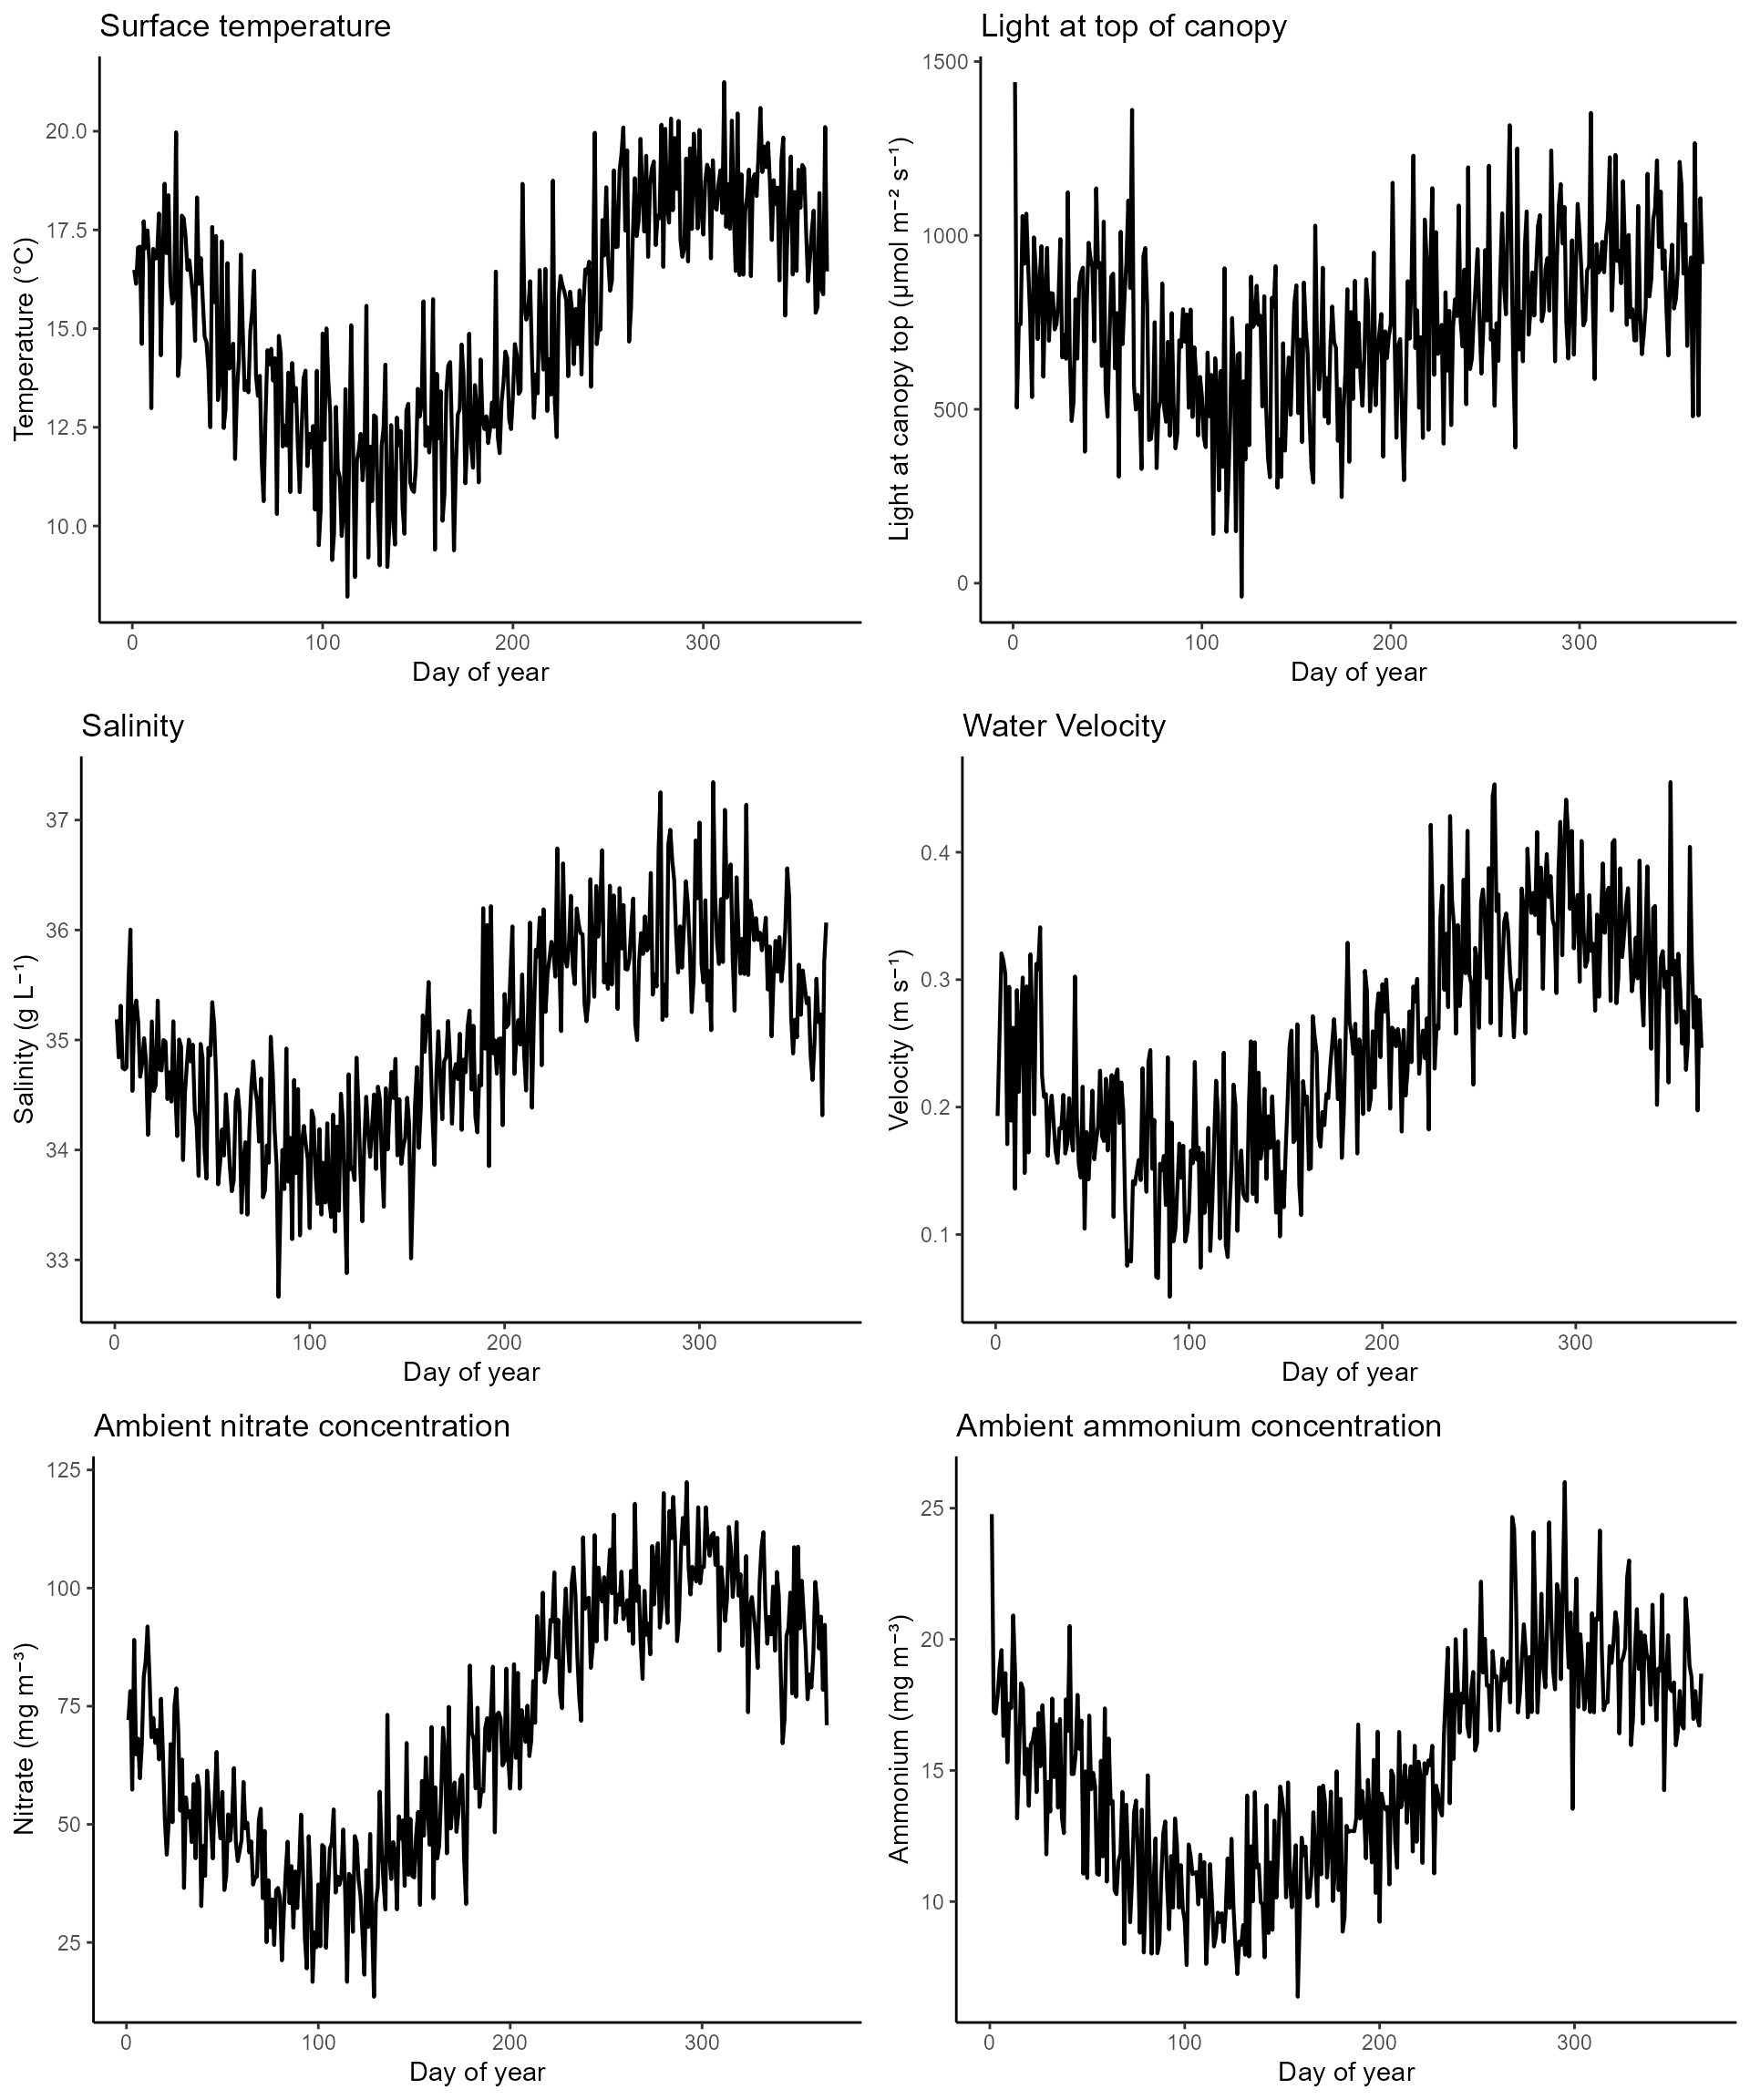 Surface temperature
Temperature (°C)
20.0
17.5
15.0
12.5
10.0
0 100 200 300
Day of year
Light at top of canopy
Light at canopy top (μmol m⁻² s⁻¹)
1500
1000
500
0
0 100 200 300
Day of year
Salinity
Salinity (g L⁻¹)
37
36
35
34
33
0 100 200 300
Day of year
Water Velocity
Velocity (m s⁻¹)
0.4
0.3
0.2
0.1
0 100 200 300
Day of year
Ambient nitrate concentration
Nitrate (mg m⁻³)
125
100
75
50
25
0 100 200 300
Day of year
Ambient ammonium concentration
Ammonium (mg m⁻³)
25
20
15
10
0 100 200 300
Day of year